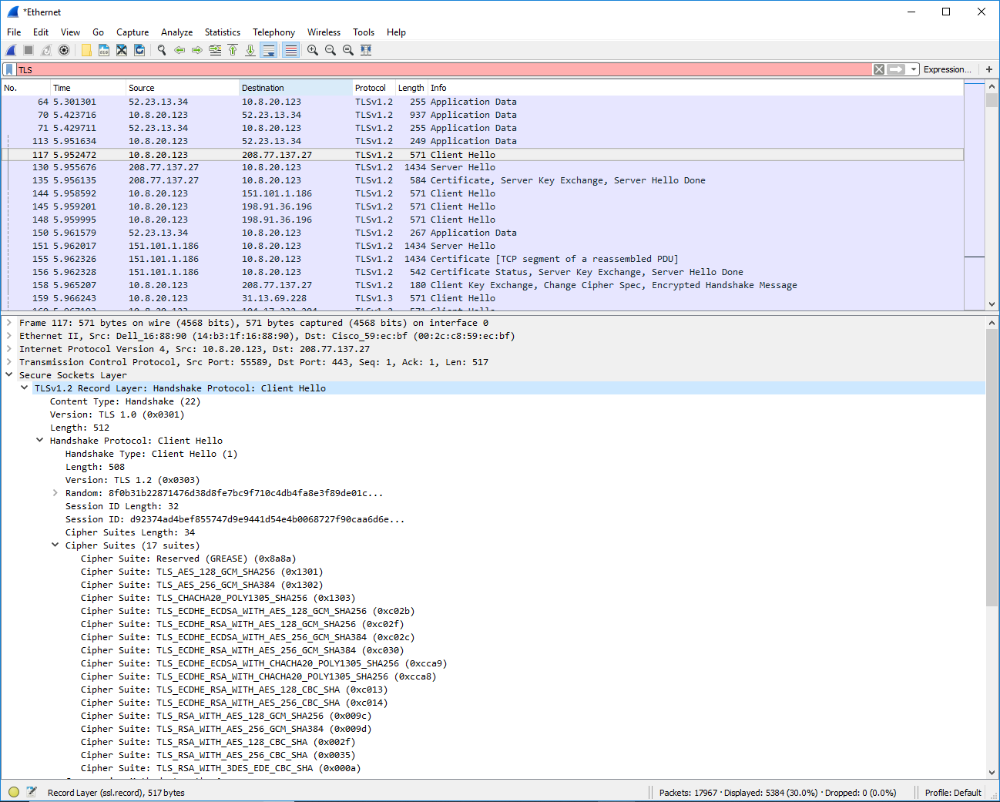 *Ethernet
File Edit View Go Capture Analyze Statistics Telephony Wireless Tools Help
TLS Expression... +
No. Time Source Destination Protocol Length Info
64 5.301301 52.23.13.34 10.8.20.123 TLSv1.2 255 Application Data
70 5.423716 10.8.20.123 52.23.13.34 TLSv1.2 937 Application Data
71 5.429711 52.23.13.34 10.8.20.123 TLSv1.2 255 Application Data
113 5.951634 10.8.20.123 52.23.13.34 TLSv1.2 249 Application Data
117 5.952472 10.8.20.123 208.77.137.27 TLSv1.2 571 Client Hello
130 5.955676 208.77.137.27 10.8.20.123 TLSv1.2 1434 Server Hello
135 5.956135 208.77.137.27 10.8.20.123 TLSv1.2 584 Certificate, Server Key Exchange, Server Hello Done
144 5.958592 10.8.20.123 151.101.1.186 TLSv1.2 571 Client Hello
145 5.959201 10.8.20.123 198.91.36.196 TLSv1.2 571 Client Hello
148 5.959995 10.8.20.123 198.91.36.196 TLSv1.2 571 Client Hello
150 5.961579 52.23.13.34 10.8.20.123 TLSv1.2 267 Application Data
151 5.962017 151.101.1.186 10.8.20.123 TLSv1.2 1434 Server Hello
155 5.962326 151.101.1.186 10.8.20.123 TLSv1.2 1434 Certificate [TCP segment of a reassembled PDU]
156 5.962328 151.101.1.186 10.8.20.123 TLSv1.2 542 Certificate Status, Server Key Exchange, Server Hello Done
158 5.965207 10.8.20.123 208.77.137.27 TLSv1.2 180 Client Key Exchange, Change Cipher Spec, Encrypted Handshake Message
159 5.966243 10.8.20.123 31.13.69.228 TLSv1.3 571 Client Hello
Frame 117: 571 bytes on wire (4568 bits), 571 bytes captured (4568 bits) on interface 0
Ethernet II, Src: Dell_16:88:90 (14:b3:1f:16:88:90), Dst: Cisco_59:ec:bf (00:2c:c8:59:ec:bf)
Internet Protocol Version 4, Src: 10.8.20.123, Dst: 208.77.137.27
Transmission Control Protocol, Src Port: 55589, Dst Port: 443, Seq: 1, Ack: 1, Len: 517
Secure Sockets Layer
TLSv1.2 Record Layer: Handshake Protocol: Client Hello
Content Type: Handshake (22)
Version: TLS 1.0 (0x0301)
Length: 512
Handshake Protocol: Client Hello
Handshake Type: Client Hello (1)
Length: 508
Version: TLS 1.2 (0x0303)
Random: 8f0b31b22871476d38d8fe7bc9f710c4db4fa8e3f89de01c...
Session ID Length: 32
Session ID: d92374ad4bef855747d9e9441d54e4b0068727f90caa6d6e...
Cipher Suites Length: 34
Cipher Suites (17 suites)
Cipher Suite: Reserved (GREASE) (0x8a8a)
Cipher Suite: TLS_AES_128_GCM_SHA256 (0x1301)
Cipher Suite: TLS_AES_256_GCM_SHA384 (0x1302)
Cipher Suite: TLS_CHACHA20_POLY1305_SHA256 (0x1303)
Cipher Suite: TLS_ECDHE_ECDSA_WITH_AES_128_GCM_SHA256 (0xc02b)
Cipher Suite: TLS_ECDHE_RSA_WITH_AES_128_GCM_SHA256 (0xc02f)
Cipher Suite: TLS_ECDHE_ECDSA_WITH_AES_256_GCM_SHA384 (0xc02c)
Cipher Suite: TLS_ECDHE_RSA_WITH_AES_256_GCM_SHA384 (0xc030)
Cipher Suite: TLS_ECDHE_ECDSA_WITH_CHACHA20_POLY1305_SHA256 (0xcca9)
Cipher Suite: TLS_ECDHE_RSA_WITH_CHACHA20_POLY1305_SHA256 (0xcca8)
Cipher Suite: TLS_ECDHE_RSA_WITH_AES_128_CBC_SHA (0xc013)
Cipher Suite: TLS_ECDHE_RSA_WITH_AES_256_CBC_SHA (0xc014)
Cipher Suite: TLS_RSA_WITH_AES_128_GCM_SHA256 (0x009c)
Cipher Suite: TLS_RSA_WITH_AES_256_GCM_SHA384 (0x009d)
Cipher Suite: TLS_RSA_WITH_AES_128_CBC_SHA (0x002f)
Cipher Suite: TLS_RSA_WITH_AES_256_CBC_SHA (0x0035)
Cipher Suite: TLS_RSA_WITH_3DES_EDE_CBC_SHA (0x000a)
Record Layer (ssl.record), 517 bytes Packets: 17967 · Displayed: 5384 (30.0%) · Dropped: 0 (0.0%) Profile: Default